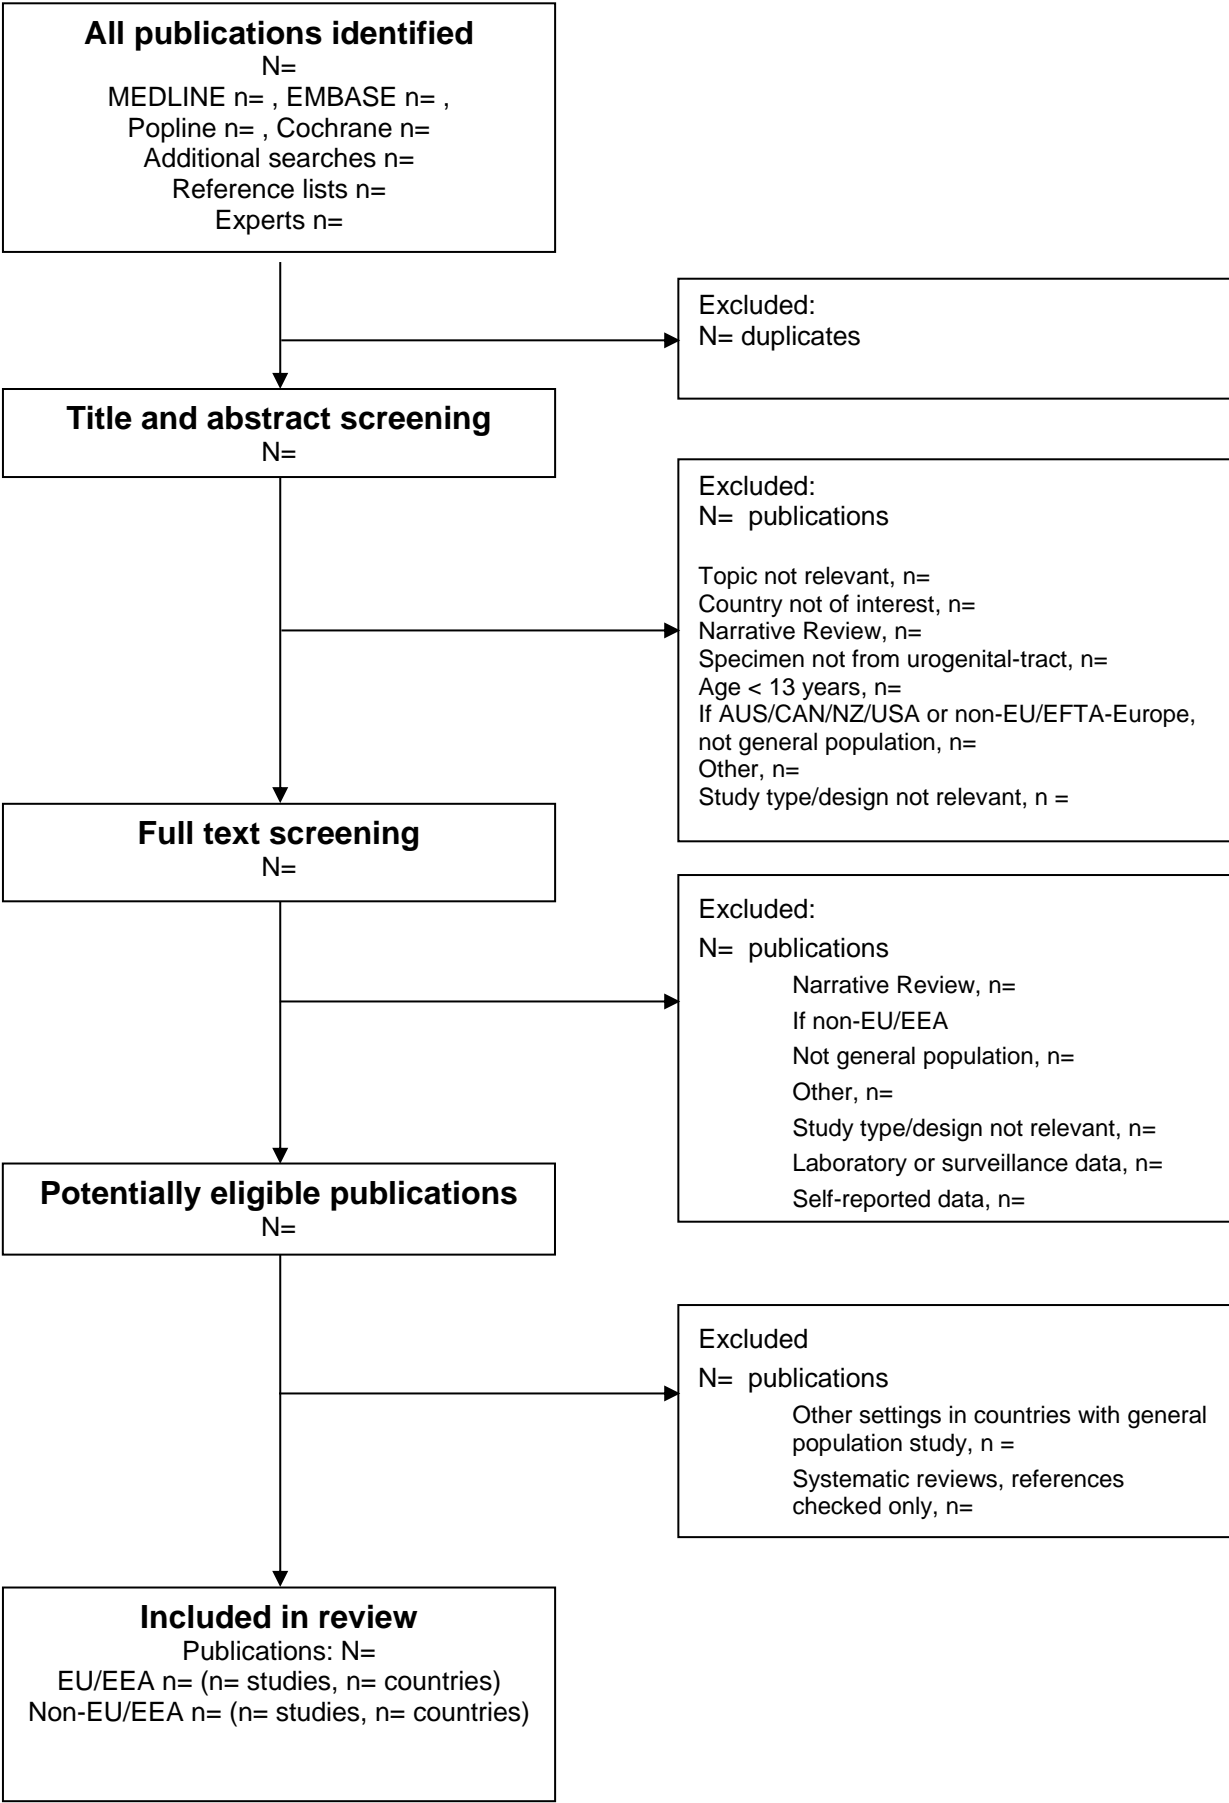 All publications identified
N=
MEDLINE n= , EMBASE n= ,
Popline n= , Cochrane n=
Additional searches n=
Reference lists n=
Experts n=
Excluded:
N= duplicates
Title and abstract screening
N=
Excluded:
N=  publications
Topic not relevant, n=
Country not of interest, n=
Narrative Review, n=
Specimen not from urogenital-tract, n=
Age < 13 years, n=
If AUS/CAN/NZ/USA or non-EU/EFTA-Europe,
not general population, n=
Other, n=
Study type/design not relevant, n =
Full text screening
N=
Excluded:
N=  publications
Narrative Review, n=
If non-EU/EEA
Not general population, n=
Other, n=
Study type/design not relevant, n=
Laboratory or surveillance data, n=
Self-reported data, n=
Potentially eligible publications
N=
Excluded
N=  publications
Other settings in countries with general
population study, n =
Systematic reviews, references
checked only, n=
Included in review
Publications: N=
EU/EEA n= (n= studies, n= countries)
Non-EU/EEA n= (n= studies, n= countries)